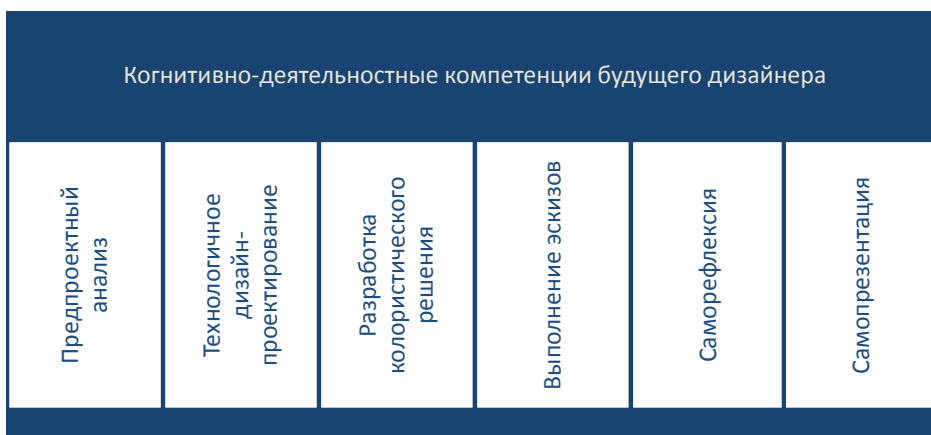 Когнитивно-деятельностные компетенции будущего дизайнера
Предпроектный
анализ
Технологичное
дизайн-
проектирование
Разработка
колористического
решения
Выполнение эскизов
Саморефлексия
Самопрезентация